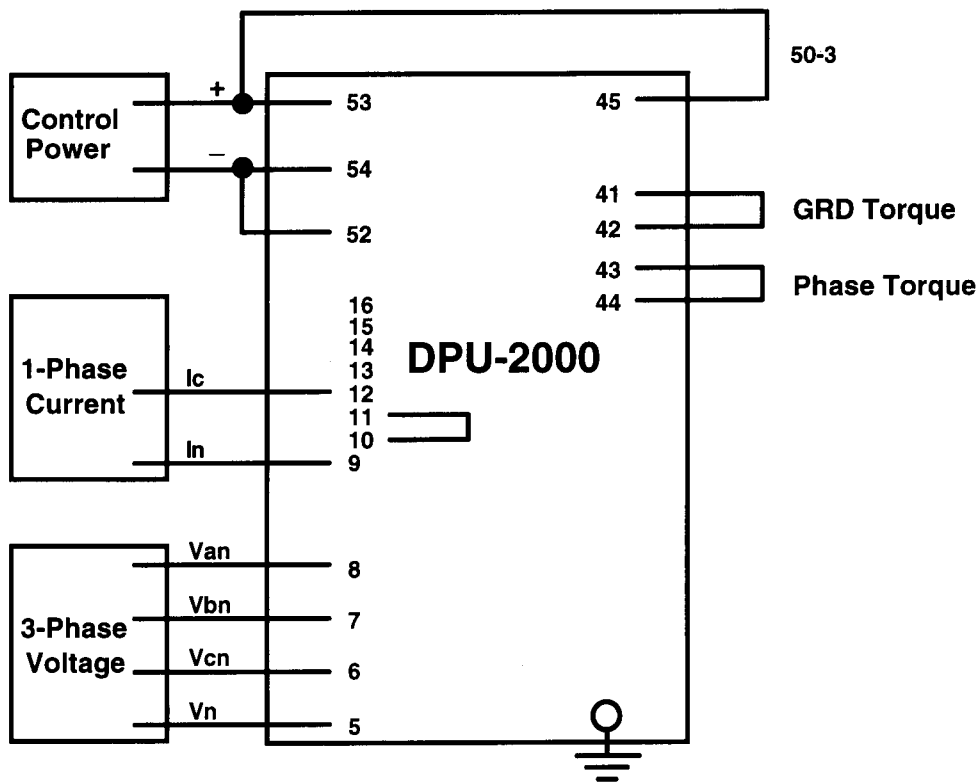 50-3
+
53
45
Control
Power
−
54
52
41
42
GRD Torque
43
44
Phase Torque
16
15
14
13
12
11
10
9
DPU-2000
1-Phase
Current
Ic
In
3-Phase
Voltage
Van
8
Vbn
7
Vcn
6
Vn
5